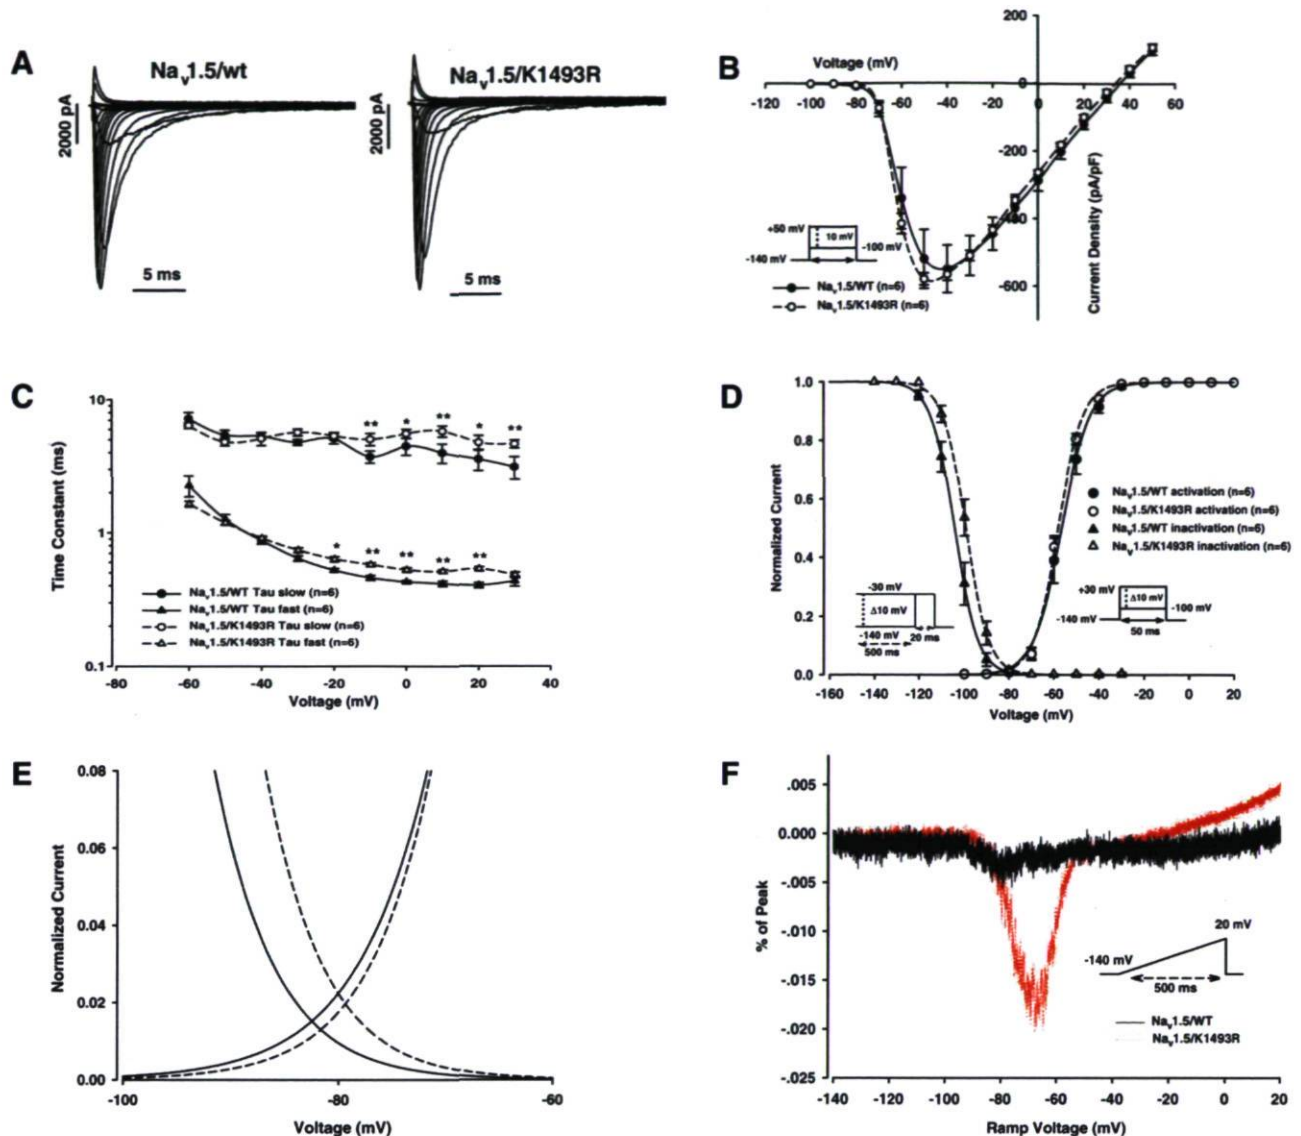 A
Nav1.5/wt
Nav1.5/K1493R
2000 pA
2000 pA
5 ms
5 ms
B
Voltage (mV)
200
0
-200
-400
-600
-120 -100 -80 -60 -40 -20 0 20 40 60
Current Density (pA/pF)
+50 mV
10 mV
-100 mV
-140 mV
Nav1.5/WT (n=6)
Nav1.5/K1493R (n=6)
C
Time Constant (ms)
10
1
0.1
** * ** * **
* ** ** ** **
Nav1.5/WT Tau slow (n=6)
Nav1.5/WT Tau fast (n=6)
Nav1.5/K1493R Tau slow (n=6)
Nav1.5/K1493R Tau fast (n=6)
-80 -60 -40 -20 0 20 40
Voltage (mV)
D
Normalized Current
1.0
0.8
0.6
0.4
0.2
0.0
Nav1.5/WT activation (n=6)
Nav1.5/K1493R activation (n=6)
Nav1.5/WT inactivation (n=6)
Nav1.5/K1493R inactivation (n=6)
-30 mV
Δ10 mV
-140 mV
20 ms
500 ms
+30 mV
Δ10 mV
-100 mV
-140 mV
50 ms
-160 -140 -120 -100 -80 -60 -40 -20 0 20
Voltage (mV)
E
Normalized Current
0.08
0.06
0.04
0.02
0.00
-100 -80 -60
Voltage (mV)
F
% of Peak
.005
0.000
-.005
-.010
-.015
-.020
-.025
20 mV
-140 mV
500 ms
Nav1.5/WT
Nav1.5/K1493R
-140 -120 -100 -80 -60 -40 -20 0 20
Ramp Voltage (mV)